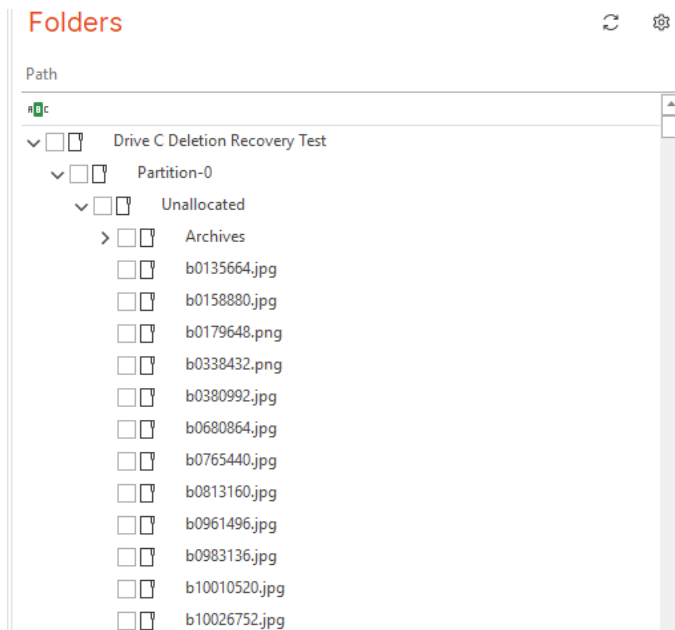 Folders
Path
ABC
Drive C Deletion Recovery Test
Partition-0
Unallocated
Archives
b0135664.jpg
b0158880.jpg
b0179648.png
b0338432.png
b0380992.jpg
b0680864.jpg
b0765440.jpg
b0813160.jpg
b0961496.jpg
b0983136.jpg
b10010520.jpg
b10026752.jpg